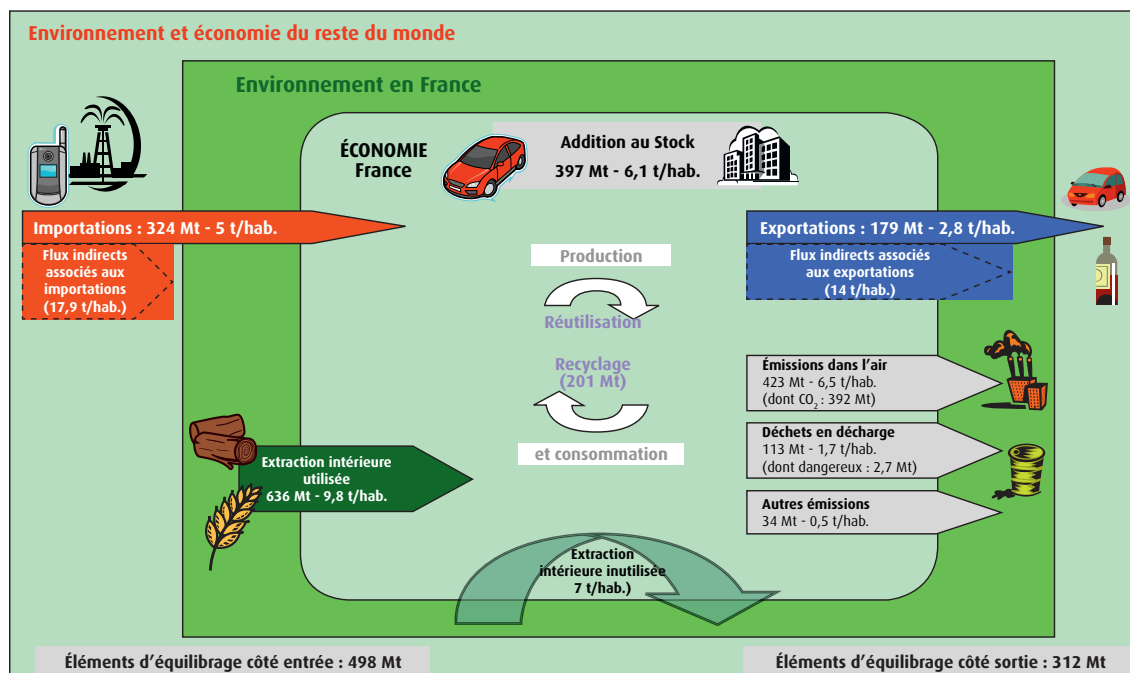 Environnement et économie du reste du monde
Environnement en France
ÉCONOMIE
France
Addition au Stock
397 Mt - 6,1 t/hab.
Importations : 324 Mt - 5 t/hab.
Flux indirects
associés aux
importations
(17,9 t/hab.)
Exportations : 179 Mt - 2,8 t/hab.
Flux indirects associés
aux exportations
(14 t/hab.)
Production
Réutilisation
Recyclage
(201 Mt)
et consommation
Émissions dans l’air
423 Mt - 6,5 t/hab.
(dont CO2 : 392 Mt)
Déchets en décharge
113 Mt - 1,7 t/hab.
(dont dangereux : 2,7 Mt)
Autres émissions
34 Mt - 0,5 t/hab.
Extraction intérieure
utilisée
636 Mt - 9,8 t/hab.
Extraction
intérieure inutilisée
7 t/hab.)
Éléments d’équilibrage côté entrée : 498 Mt
Éléments d’équilibrage côté sortie : 312 Mt